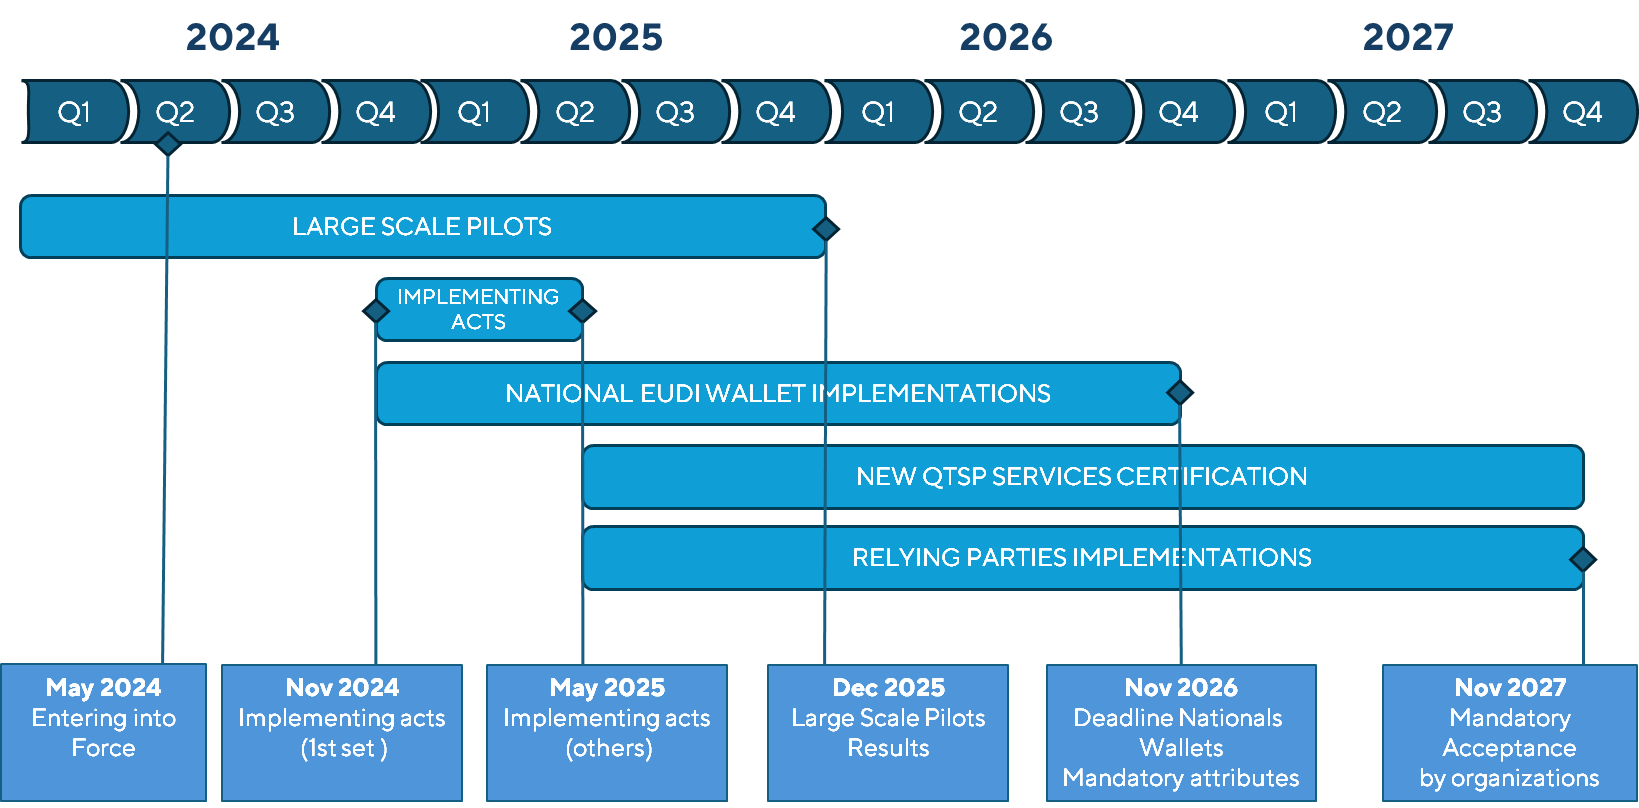 2024 2025 2026 2027
Q1 Q2 Q3 Q4 Q1 Q2 Q3 Q4 Q1 Q2 Q3 Q4 Q1 Q2 Q3 Q4
LARGE SCALE PILOTS
IMPLEMENTING
ACTS
NATIONAL EUDI WALLET IMPLEMENTATIONS
NEW QTSP SERVICES CERTIFICATION
RELYING PARTIES IMPLEMENTATIONS
May 2024
Entering into
Force
Nov 2024
Implementing acts
(1st set )
May 2025
Implementing acts
(others)
Dec 2025
Large Scale Pilots
Results
Nov 2026
Deadline Nationals
Wallets
Mandatory attributes
Nov 2027
Mandatory
Acceptance
by organizations